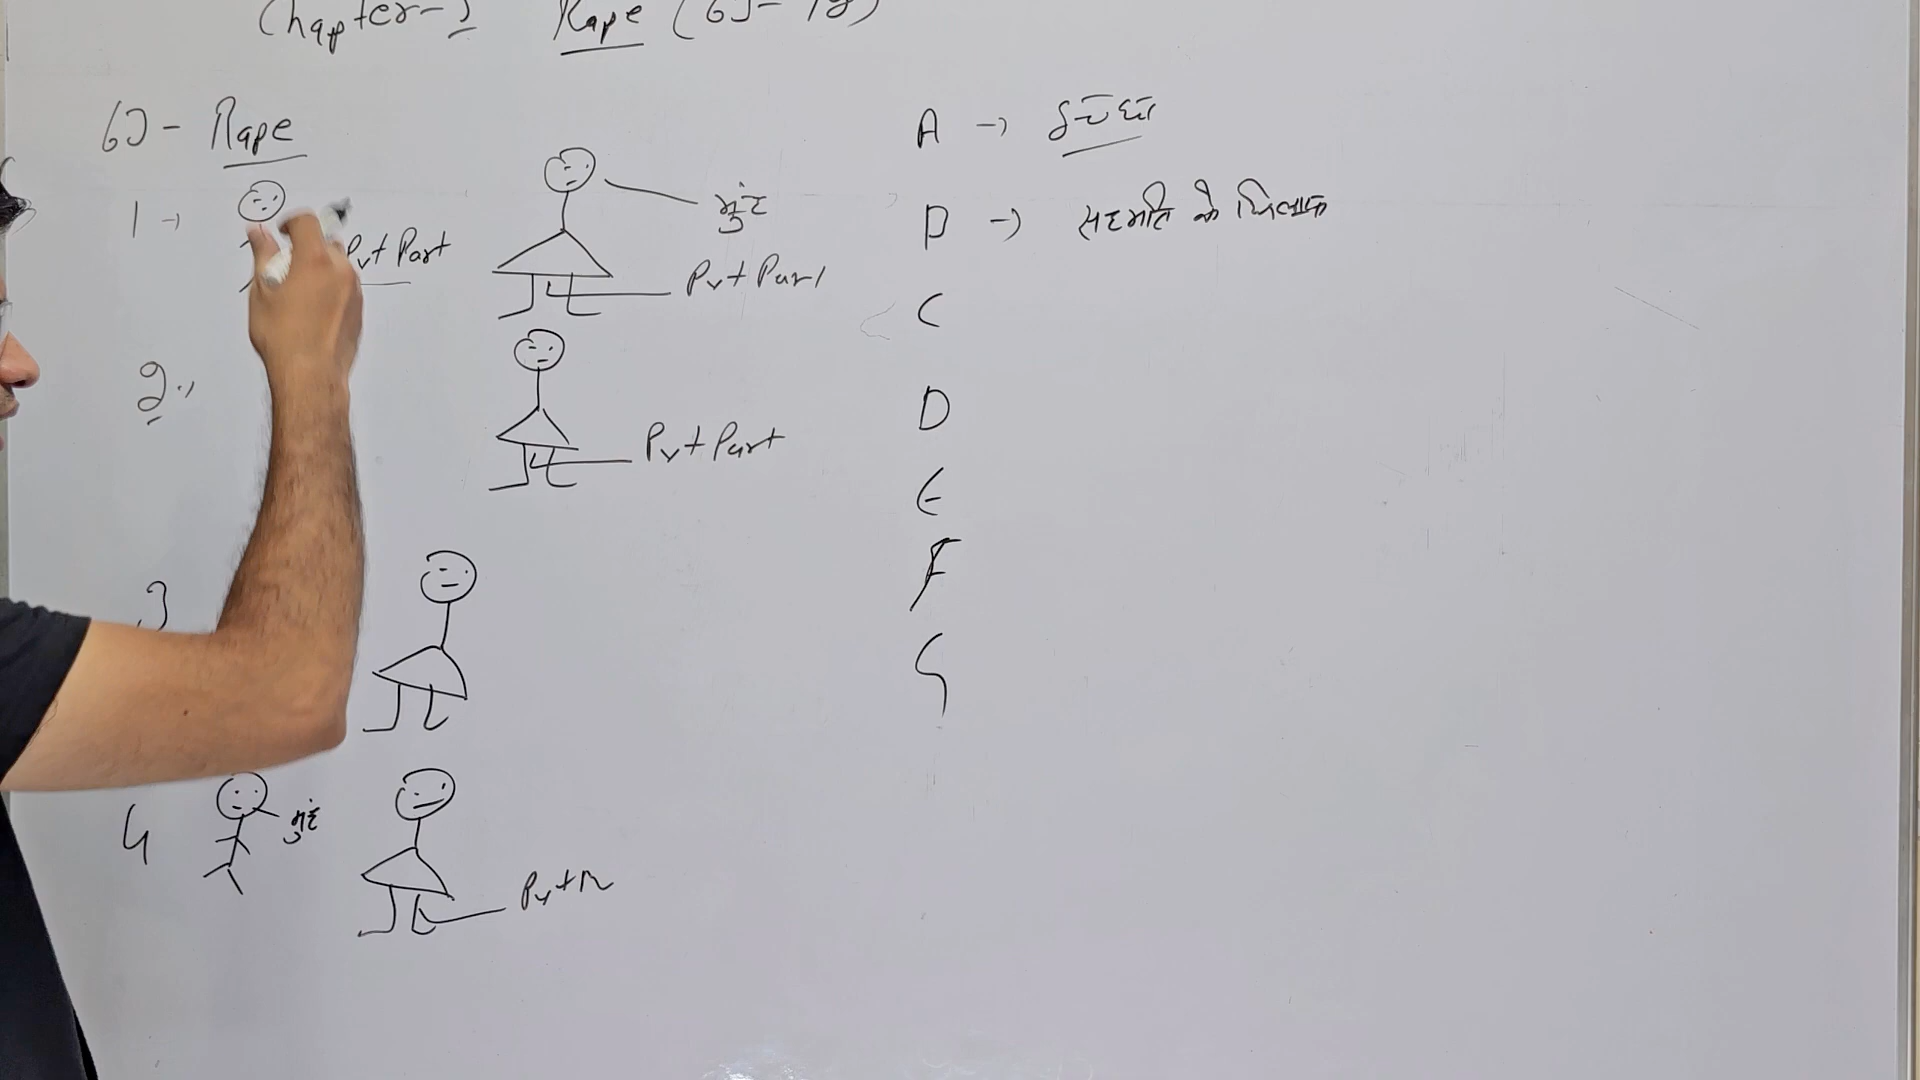 Chapter-5 Rape (63-73)
63 - Rape
1 → Pvt Part
मुंह
Pvt Part
2 →
Pvt Part
3
4 मुंह
Pvt P
A → इच्छा
B → सहमति के खिलाफ
C
D
E
F
G